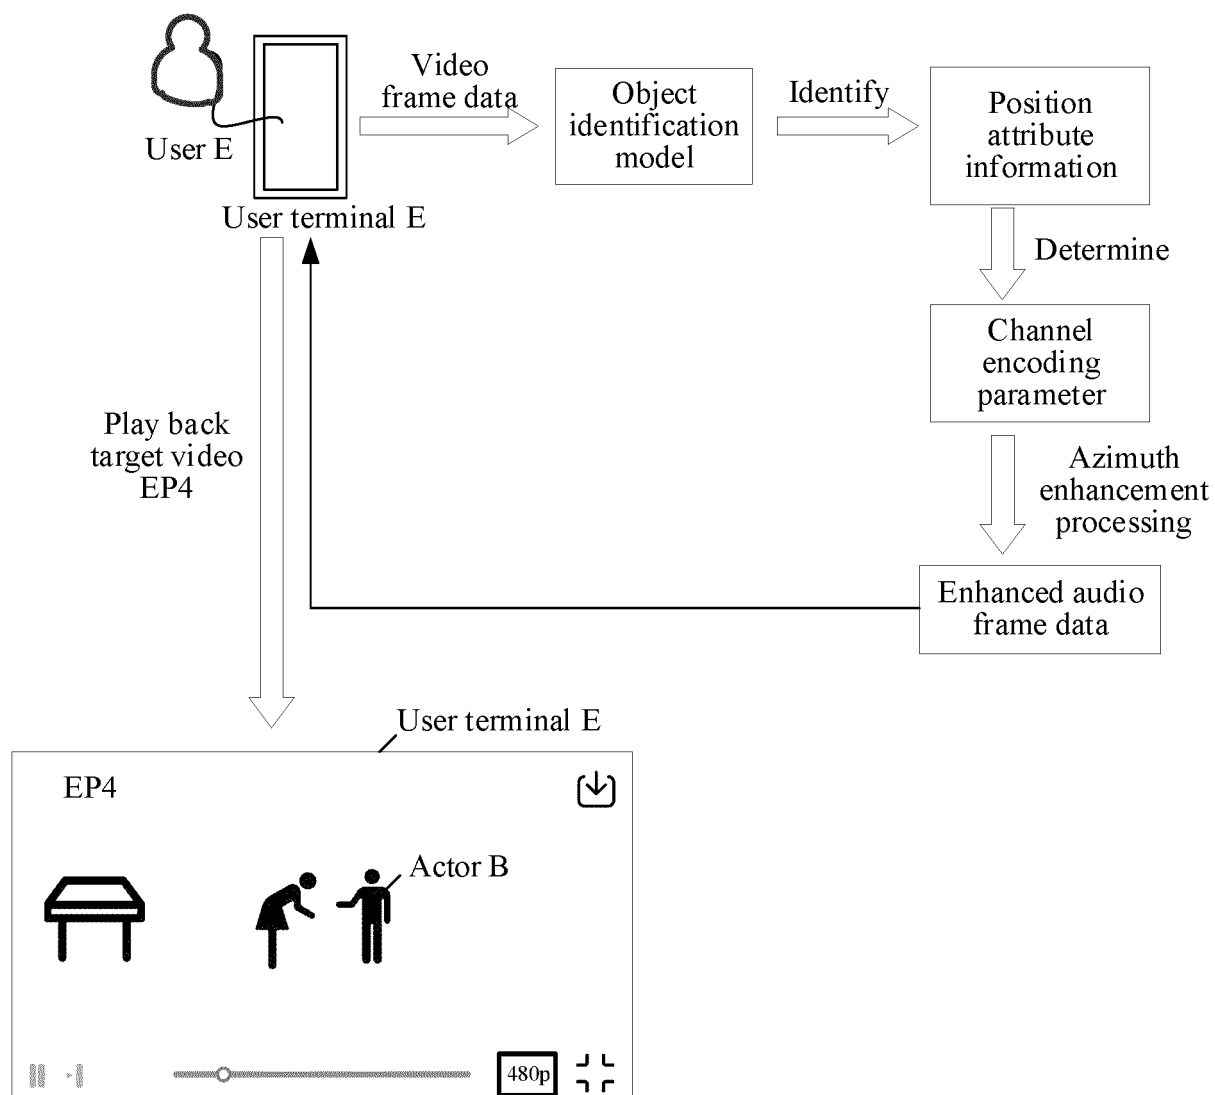 Video
frame data
Object
identification
model
Identify
Position
attribute
information
User E
User terminal E
Determine
Channel
encoding
parameter
Play back
target video
EP4
Azimuth
enhancement
processing
Enhanced audio
frame data
User terminal E
EP4
Actor B
480p